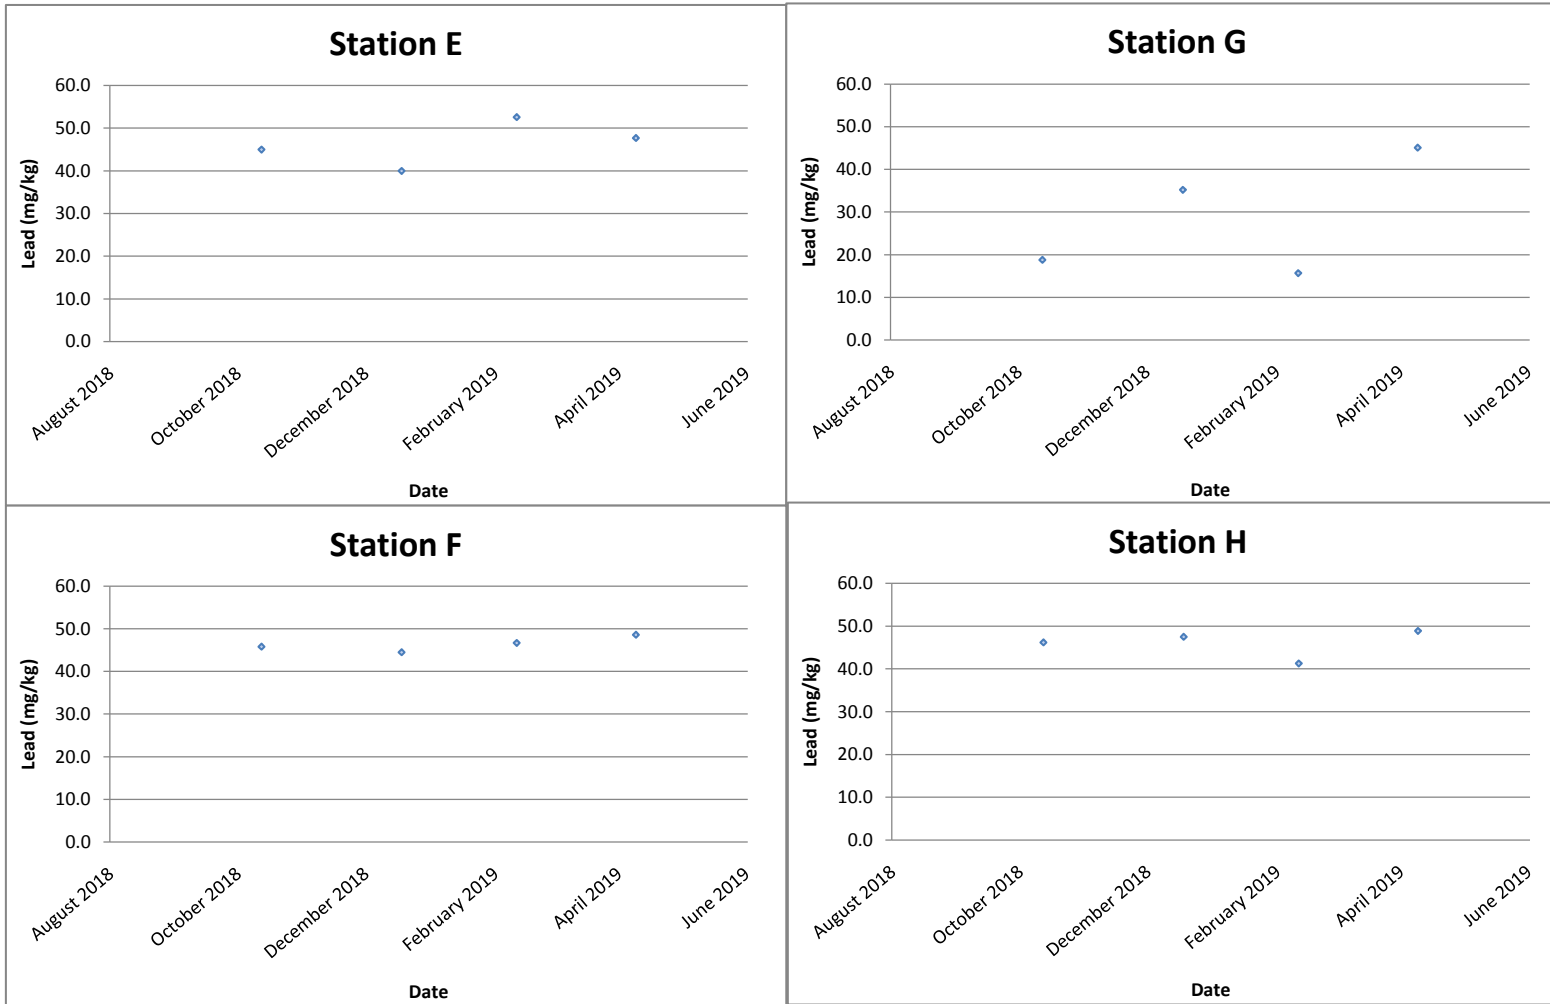 Station E
60.0
50.0
40.0
30.0
20.0
10.0
0.0
Lead (mg/kg)
August 2018
October 2018
December 2018
February 2019
April 2019
June 2019
Date
Station G
60.0
50.0
40.0
30.0
20.0
10.0
0.0
Lead (mg/kg)
August 2018
October 2018
December 2018
February 2019
April 2019
June 2019
Date
Station F
60.0
50.0
40.0
30.0
20.0
10.0
0.0
Lead (mg/kg)
August 2018
October 2018
December 2018
February 2019
April 2019
June 2019
Date
Station H
60.0
50.0
40.0
30.0
20.0
10.0
0.0
Lead (mg/kg)
August 2018
October 2018
December 2018
February 2019
April 2019
June 2019
Date